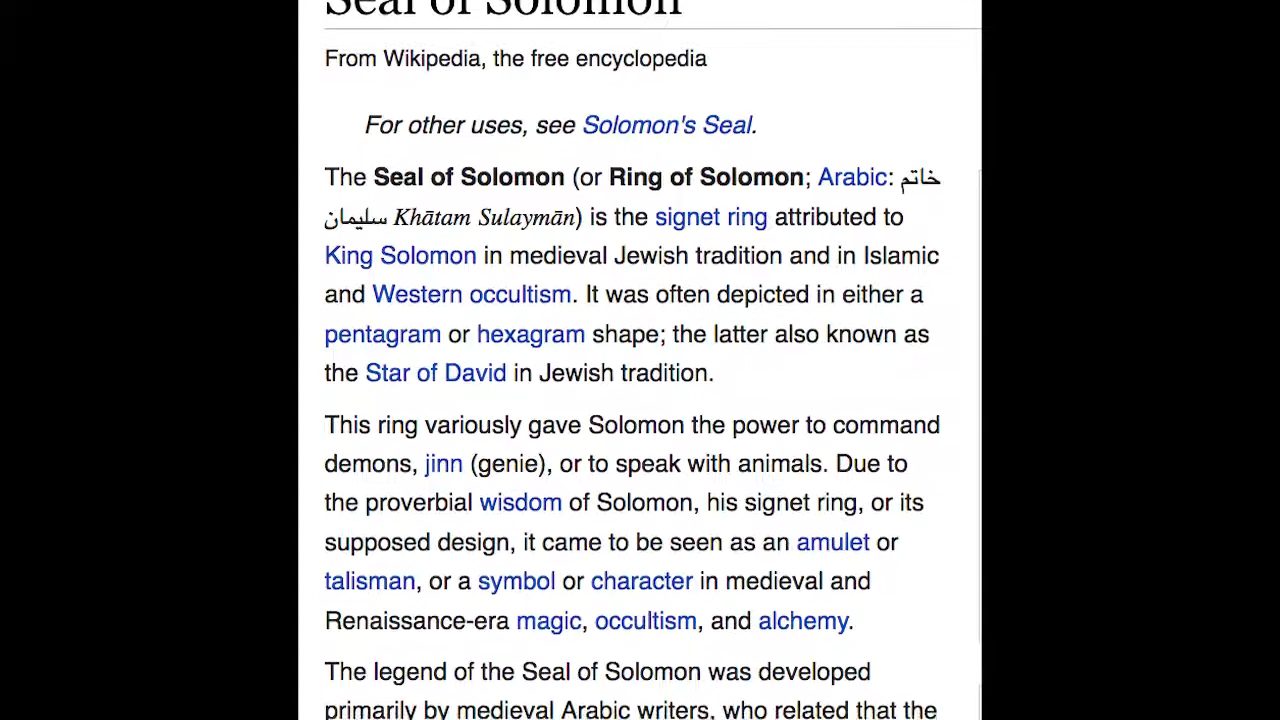 Seal of Solomon
From Wikipedia, the free encyclopedia
For other uses, see Solomon's Seal.
The Seal of Solomon (or Ring of Solomon; Arabic: خاتم
سليمان Khātam Sulaymān) is the signet ring attributed to
King Solomon in medieval Jewish tradition and in Islamic
and Western occultism. It was often depicted in either a
pentagram or hexagram shape; the latter also known as
the Star of David in Jewish tradition.
This ring variously gave Solomon the power to command
demons, jinn (genie), or to speak with animals. Due to
the proverbial wisdom of Solomon, his signet ring, or its
supposed design, it came to be seen as an amulet or
talisman, or a symbol or character in medieval and
Renaissance-era magic, occultism, and alchemy.
The legend of the Seal of Solomon was developed
primarily by medieval Arabic writers, who related that the